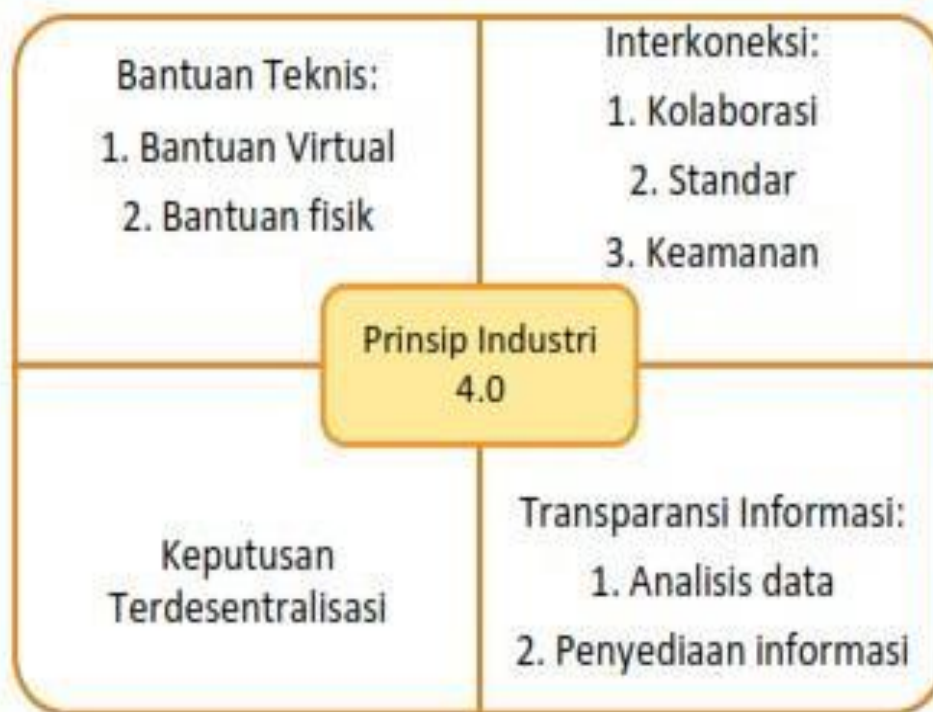 Bantuan Teknis:
1. Bantuan Virtual
2. Bantuan fisik
Interkoneksi:
1. Kolaborasi
2. Standar
3. Keamanan
Prinsip Industri
4.0
Keputusan
Terdesentralisasi
Transparansi Informasi:
1. Analisis data
2. Penyediaan informasi